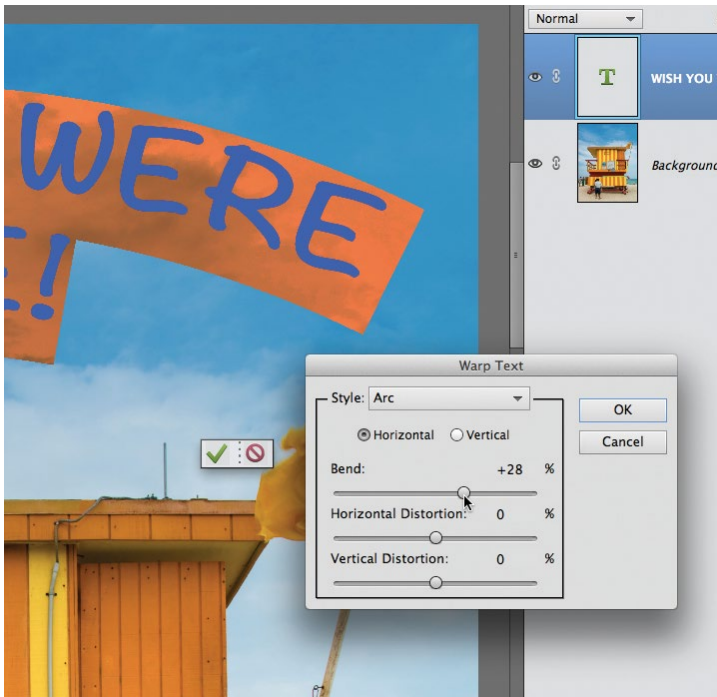 Normal
WERE
!
T
WISH YOU
Background
Warp Text
Style: Arc
OK
Horizontal Vertical
Cancel
Bend: +28 %
Horizontal Distortion: 0 %
Vertical Distortion: 0 %